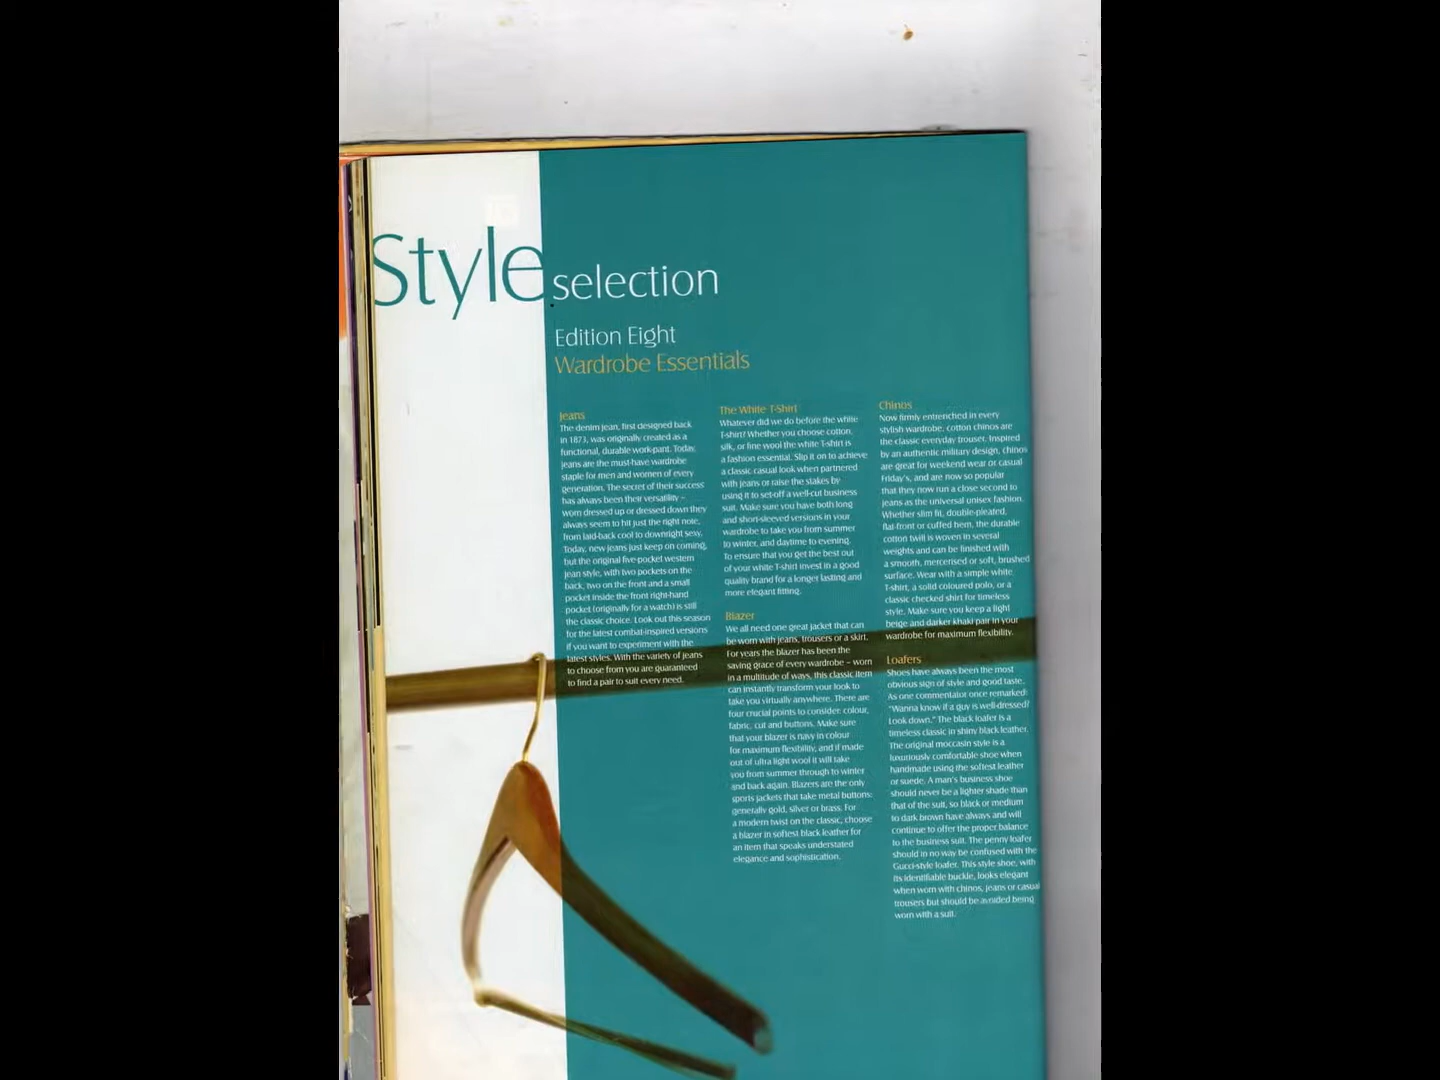 Style selection
Edition Eight
Wardrobe Essentials
Jeans
The denim jean, first designed back
in 1873, was originally created as a
functional, durable work-pant. Today,
jeans are the must-have wardrobe
staple for men and women of every
generation. The secret of their success
has always been their versatility –
worn dressed up or dressed down they
always seem to hit just the right note,
from laid-back cool to downright sexy.
Today, new jeans just keep on coming,
but the original five-pocket western
jean style, with two pockets on the
back, two on the front and a small
pocket inside the front right-hand
pocket (originally for a watch) is still
the classic choice. Look out this season
for the latest combat-inspired versions
if you want to experiment with the
latest styles. With the variety of jeans
to choose from you are guaranteed
to find a pair to suit every need.
The White T-Shirt
Whatever did we do before the white
T-shirt? Whether you choose cotton,
silk, or fine wool the white T-shirt is
a fashion essential. Slip it on to achieve
a classic casual look when partnered
with jeans or raise the stakes by
using it to set-off a well-cut business
suit. Make sure you have both long
and short-sleeved versions in your
wardrobe to take you from summer
to winter, and daytime to evening.
To ensure that you get the best out
of your white T-shirt invest in a good
quality brand for a longer lasting and
more elegant fitting.
Blazer
We all need one great jacket that can
be worn with jeans, trousers or a skirt.
For years the blazer has been the
saving grace of every wardrobe – worn
in a multitude of ways, this classic item
can instantly transform your look to
take you virtually anywhere. There are
four crucial points to consider: colour,
fabric, cut and buttons. Make sure
that your blazer is navy in colour
for maximum flexibility, and if made
out of ultra light wool it will take
you from summer through to winter
and back again. Blazers are the only
sports jackets that take metal buttons:
generally gold, silver or brass. For
a modern twist on the classic, choose
a blazer in softest black leather for
an item that speaks understated
elegance and sophistication.
Chinos
Now firmly entrenched in every
stylish wardrobe, cotton chinos are
the classic everyday trouser. Inspired
by an authentic military design, chinos
are great for weekend wear or casual
Friday's, and are now so popular
that they now run a close second to
jeans as the universal unisex fashion.
Whether slim fit, double-pleated,
flat-front or cuffed hem, the durable
cotton twill is woven in several
weights and can be finished with
a smooth, mercerised or soft, brushed
surface. Wear with a simple white
T-shirt, a solid coloured polo, or a
classic checked shirt for timeless
style. Make sure you keep a light
beige and darker khaki pair in your
wardrobe for maximum flexibility.
Loafers
Shoes have always been the most
obvious sign of style and good taste.
As one commentator once remarked:
"Wanna know if a guy is well-dressed?
Look down." The black loafer is a
timeless classic in shiny black leather.
The original moccasin style is a
luxuriously comfortable shoe when
handmade using the softest leather
or suede. A man's business shoe
should never be a lighter shade than
that of the suit, so black or medium
to dark brown have always and will
continue to offer the proper balance
to the business suit. The penny loafer
should in no way be confused with the
Gucci-style loafer. This style shoe, with
its identifiable buckle, looks elegant
when worn with chinos, jeans or casual
trousers but should be avoided being
worn with a suit.